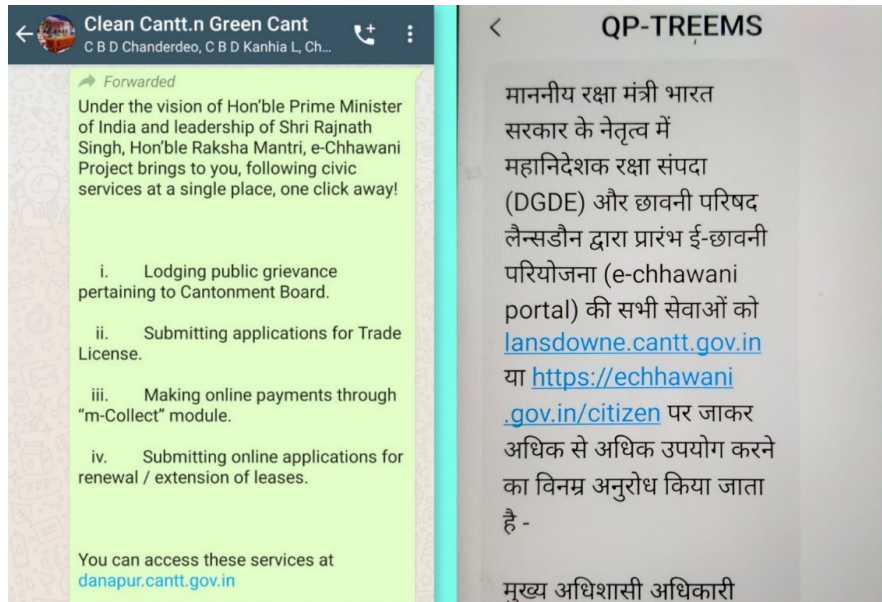 Clean Cantt.n Green Cant
C B D Chanderdeo, C B D Kanhia L, Ch...
Forwarded
Under the vision of Hon'ble Prime Minister
of India and leadership of Shri Rajnath
Singh, Hon'ble Raksha Mantri, e-Chhawani
Project brings to you, following civic
services at a single place, one click away!
i. Lodging public grievance
pertaining to Cantonment Board.
ii. Submitting applications for Trade
License.
iii. Making online payments through
“m-Collect” module.
iv. Submitting online applications for
renewal / extension of leases.
You can access these services at
danapur.cantt.gov.in
QP-TREEMS
माननीय रक्षा मंत्री भारत
सरकार के नेतृत्व में
महानिदेशक रक्षा संपदा
(DGDE) और छावनी परिषद
लैन्सडौन द्वारा प्रारंभ ई-छावनी
परियोजना (e-chhawani
portal) की सभी सेवाओं को
lansdowne.cantt.gov.in
या https://echhawani
.gov.in/citizen पर जाकर
अधिक से अधिक उपयोग करने
का विनम्र अनुरोध किया जाता
है -
मुख्य अधिशासी अधिकारी